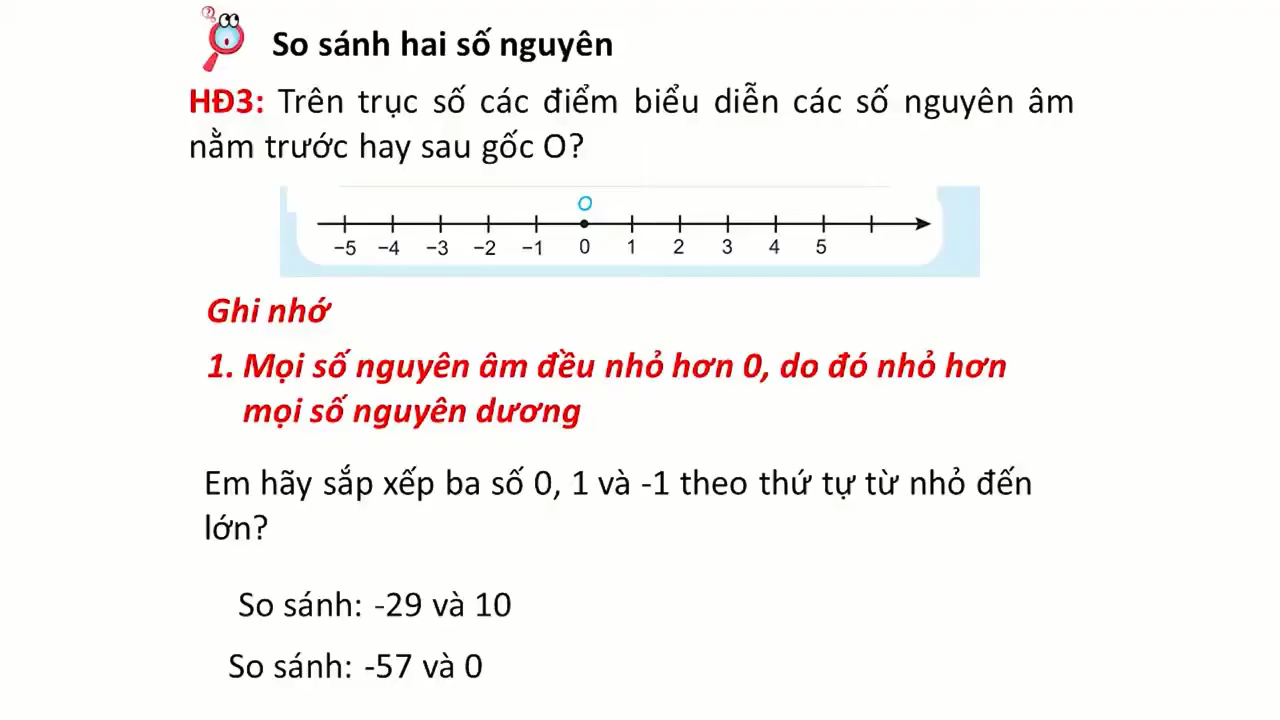 So sánh hai số nguyên
HĐ3: Trên trục số các điểm biểu diễn các số nguyên âm
nằm trước hay sau gốc O?
O
−5 −4 −3 −2 −1 0 1 2 3 4 5
Ghi nhớ
1. Mọi số nguyên âm đều nhỏ hơn 0, do đó nhỏ hơn
mọi số nguyên dương
Em hãy sắp xếp ba số 0, 1 và -1 theo thứ tự từ nhỏ đến
lớn?
So sánh: -29 và 10
So sánh: -57 và 0